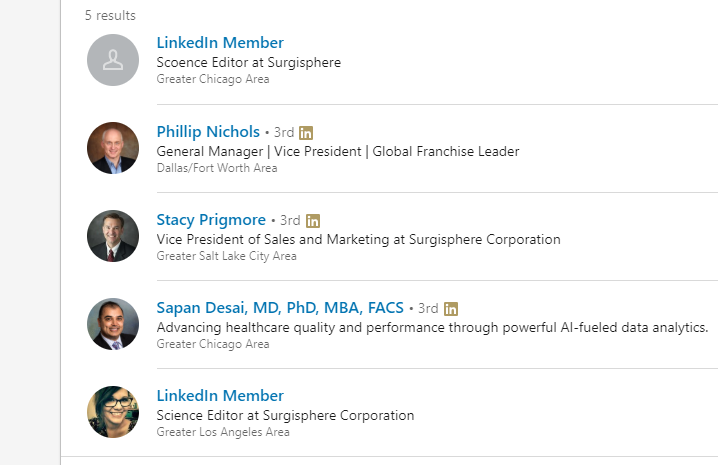 5 results
LinkedIn Member
Scoence Editor at Surgisphere
Greater Chicago Area
Phillip Nichols • 3rd in
General Manager | Vice President | Global Franchise Leader
Dallas/Fort Worth Area
Stacy Prigmore • 3rd in
Vice President of Sales and Marketing at Surgisphere Corporation
Greater Salt Lake City Area
Sapan Desai, MD, PhD, MBA, FACS • 3rd in
Advancing healthcare quality and performance through powerful AI-fueled data analytics.
Greater Chicago Area
LinkedIn Member
Science Editor at Surgisphere Corporation
Greater Los Angeles Area